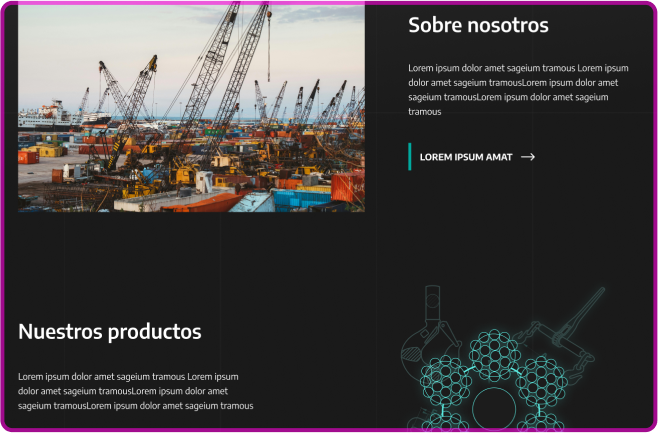 Sobre nosotros
Lorem ipsum dolor amet sageium tramous Lorem ipsum
dolor amet sageium tramousLorem ipsum dolor amet
sageium tramousLorem ipsum dolor amet sageium
tramous
LOREM IPSUM AMAT
Nuestros productos
Lorem ipsum dolor amet sageium tramous Lorem ipsum
dolor amet sageium tramousLorem ipsum dolor amet
sageium tramousLorem ipsum dolor amet sageium tramous